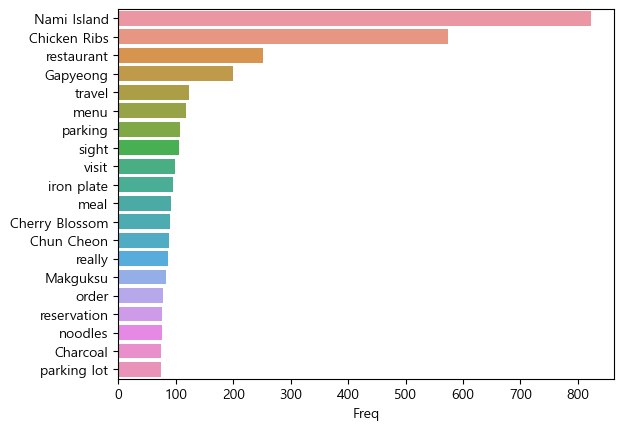 Nami Island
Chicken Ribs
restaurant
Gapyeong
travel
menu
parking
sight
visit
iron plate
meal
Cherry Blossom
Chun Cheon
really
Makguksu
order
reservation
noodles
Charcoal
parking lot
0 100 200 300 400 500 600 700 800
Freq